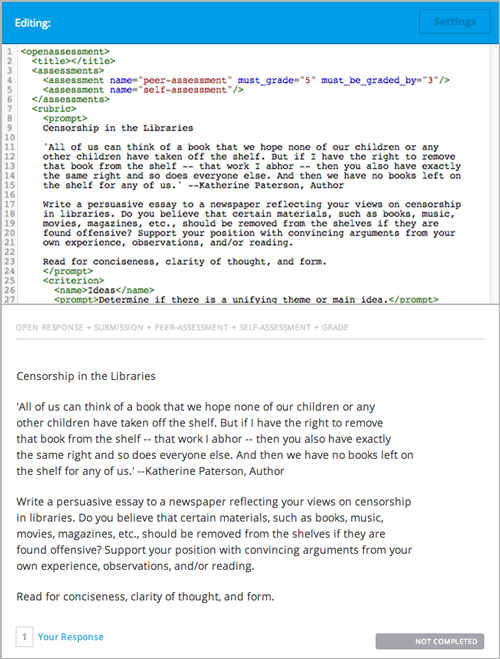 Editing:
Settings
1 <openassessment>
2 <title></title>
3 <assessments>
4 <assessment name="peer-assessment" must_grade="5" must_be_graded_by="3"/>
5 <assessment name="self-assessment"/>
6 </assessments>
7 <rubric>
8 <prompt>
9 Censorship in the Libraries
10
11 'All of us can think of a book that we hope none of our children or any
12 other children have taken off the shelf. But if I have the right to remove
13 that book from the shelf -- that work I abhor -- then you also have exactly
14 the same right and so does everyone else. And then we have no books left on
15 the shelf for any of us.' --Katherine Paterson, Author
16
17 Write a persuasive essay to a newspaper reflecting your views on censorship
18 in libraries. Do you believe that certain materials, such as books, music,
19 movies, magazines, etc., should be removed from the shelves if they are
20 found offensive? Support your position with convincing arguments from your
21 own experience, observations, and/or reading.
22
23 Read for conciseness, clarity of thought, and form.
24 </prompt>
25 <criterion>
26 <name>Ideas</name>
27 <prompt>Determine if there is a unifying theme or main idea.</prompt>
OPEN RESPONSE + SUBMISSION + PEER-ASSESSMENT + SELF-ASSESSMENT + GRADE
Censorship in the Libraries
'All of us can think of a book that we hope none of our children or any
other children have taken off the shelf. But if I have the right to remove
that book from the shelf -- that work I abhor -- then you also have exactly
the same right and so does everyone else. And then we have no books left on
the shelf for any of us.' --Katherine Paterson, Author
Write a persuasive essay to a newspaper reflecting your views on censorship
in libraries. Do you believe that certain materials, such as books, music,
movies, magazines, etc., should be removed from the shelves if they are
found offensive? Support your position with convincing arguments from your
own experience, observations, and/or reading.
Read for conciseness, clarity of thought, and form.
1 Your Response
NOT COMPLETED